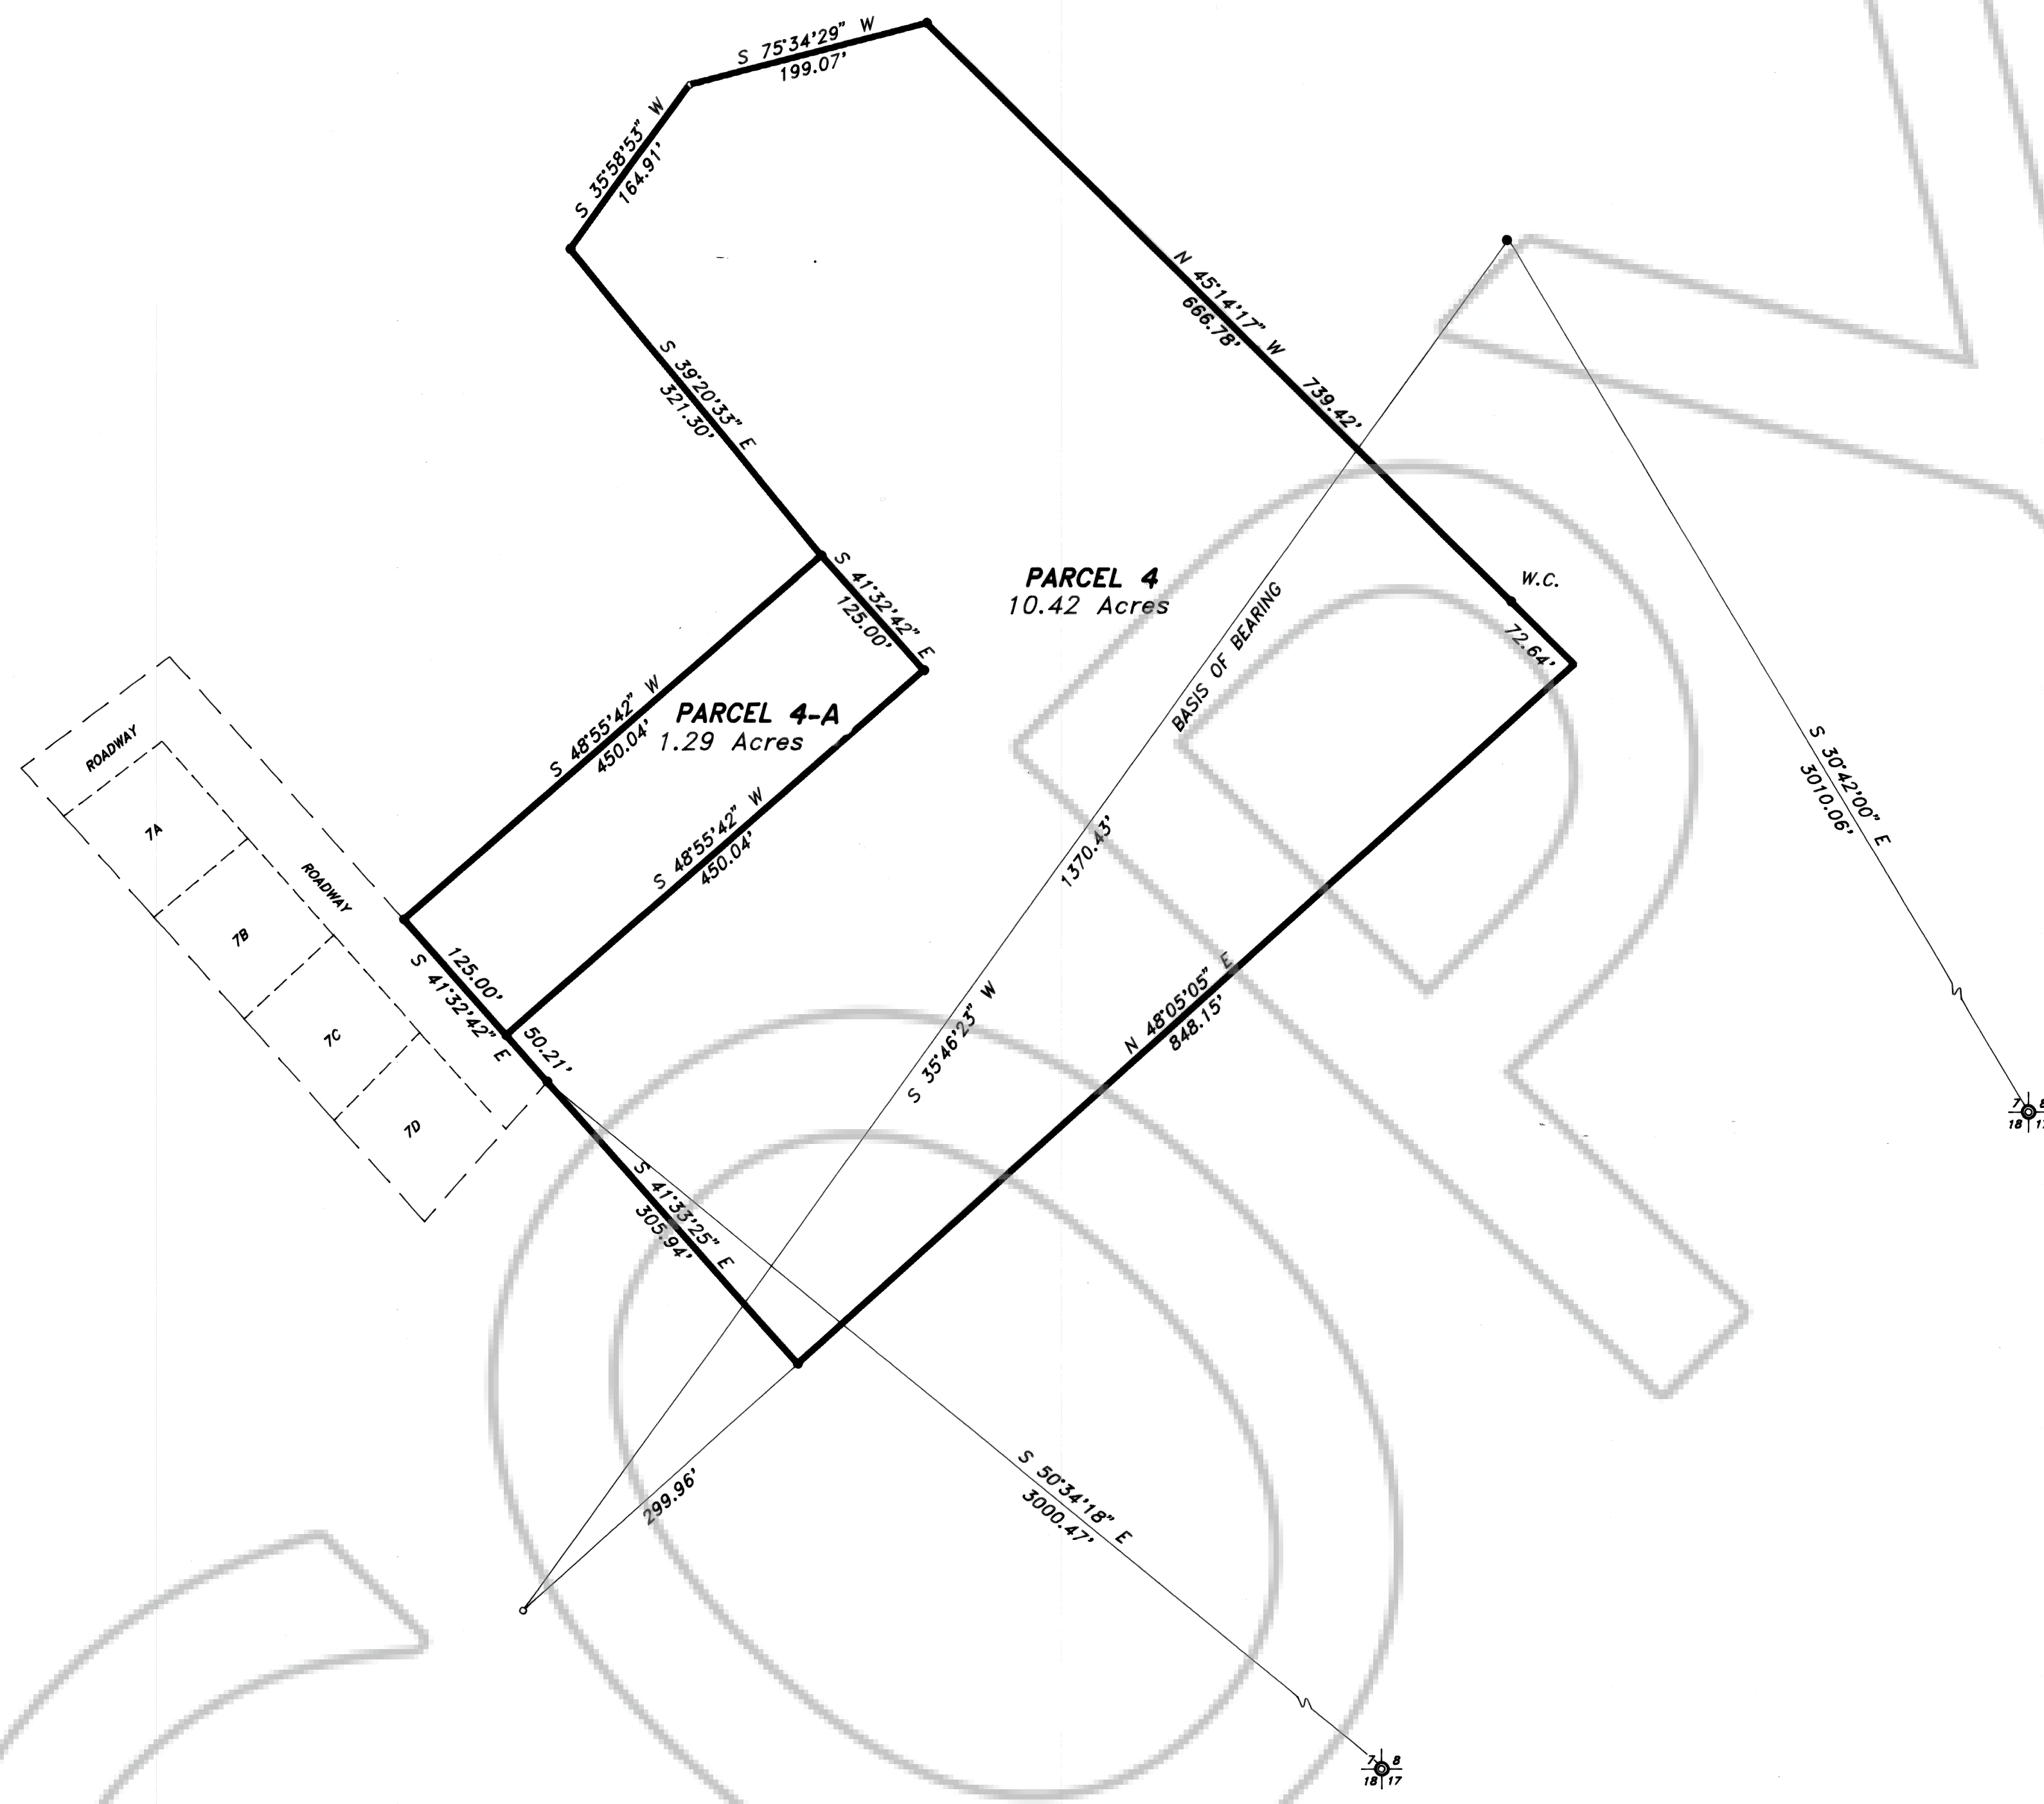 S 75°34'29" W
199.07'
S 35°58'53" W
164.91'
N 45°14'17" W
666.78'
739.42'
S 39°20'33" E
321.30'
S 41°32'42" E
125.00'
PARCEL 4
10.42 Acres
W.C.
72.64'
BASIS OF BEARING
S 48°55'42" W
450.04'
PARCEL 4-A
1.29 Acres
ROADWAY
7A
S 30°42'00" E
3010.06'
S 48°55'42" W
450.04'
1370.43'
ROADWAY
7B
125.00'
S 41°32'42" E
50.21'
7C
S 35°46'23" W
N 48°05'05" E
848.15'
7D
7 8
18 17
S 41°33'25" E
305.94'
299.96'
S 50°34'18" E
3000.47'
7 8
18 17